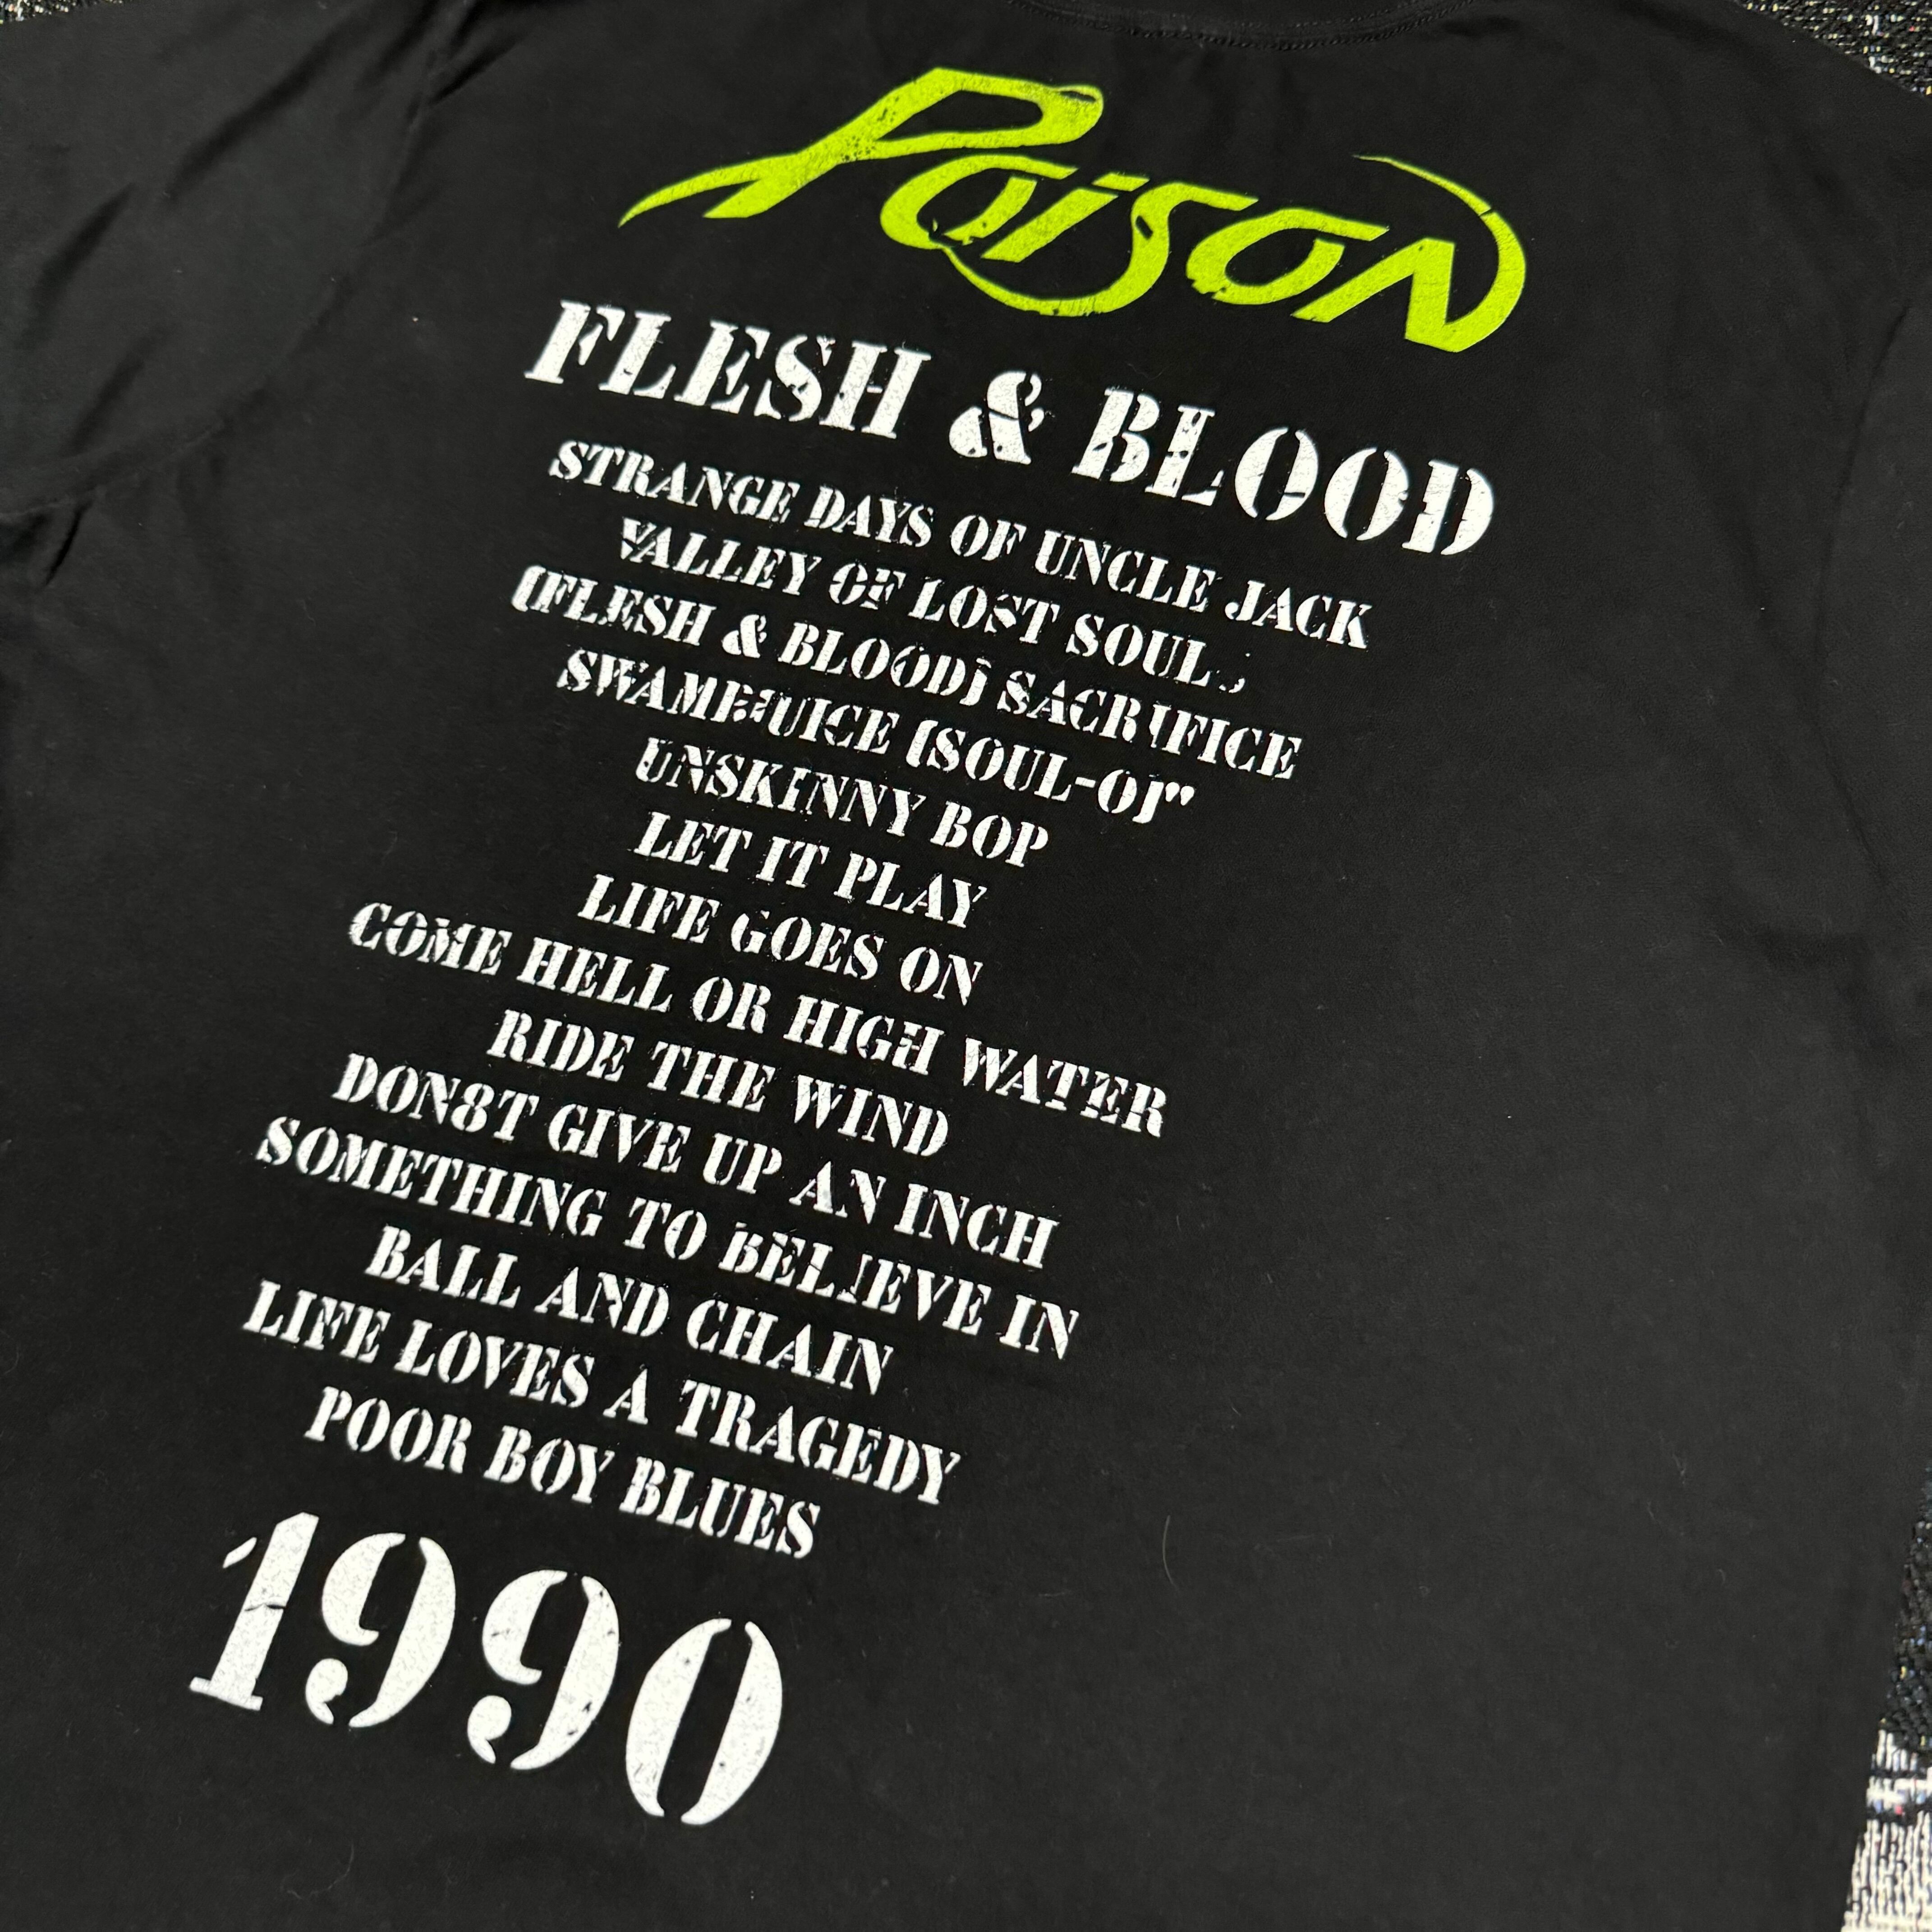 Poison
FLESH & BLOOD
STRANGE DAYS OF UNCLE JACK
VALLEY OF LOST SOULS
(FLESH & BLOOD) SACRIFICE
SWAMPJUICE (SOUL-O)"
UNSKINNY BOP
LET IT PLAY
LIFE GOES ON
COME HELL OR HIGH WATER
RIDE THE WIND
DON8T GIVE UP AN INCH
SOMETHING TO BELIEVE IN
BALL AND CHAIN
LIFE LOVES A TRAGEDY
POOR BOY BLUES
1990